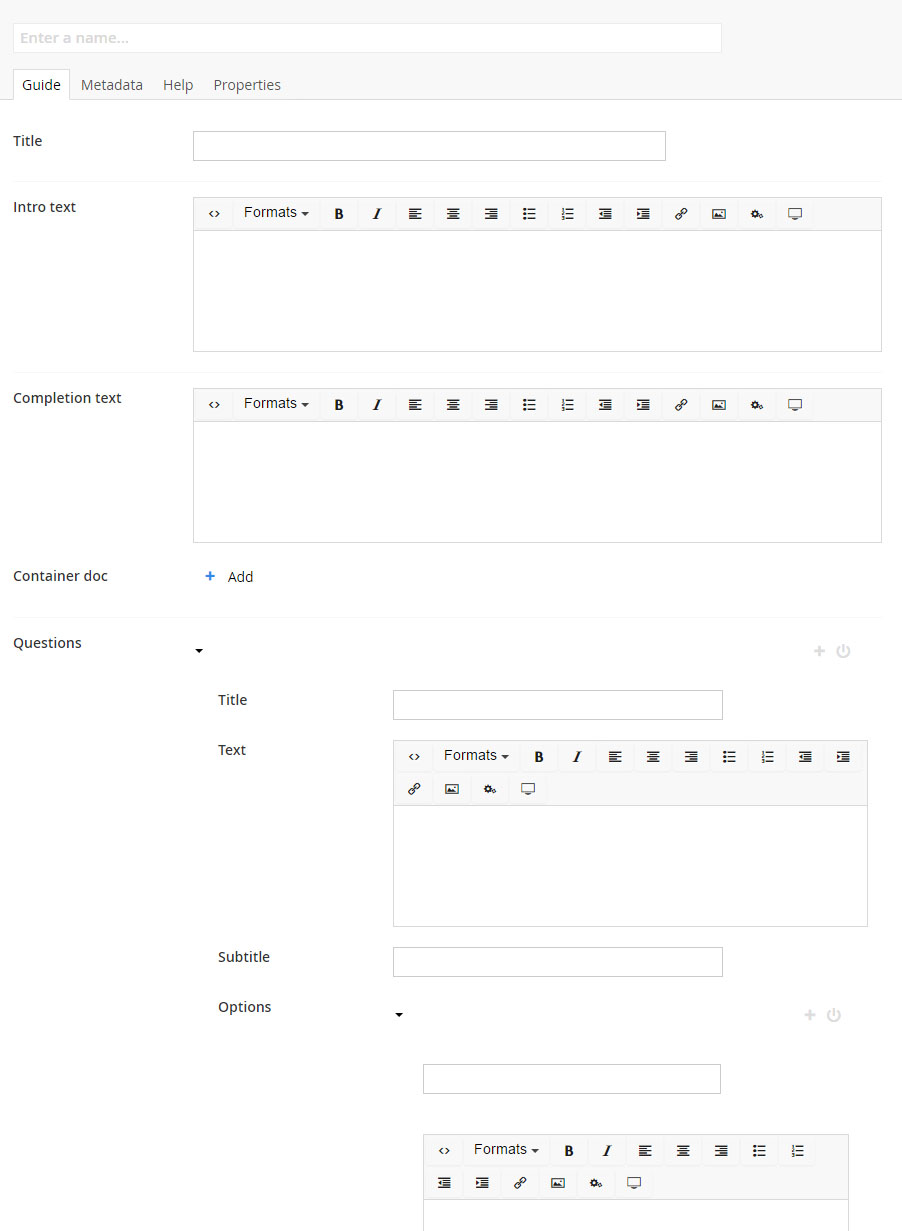 Enter a name...
Guide Metadata Help Properties
Title
Intro text
Formats B I
Completion text
Formats B I
Container doc + Add
Questions
Title
Text
Formats B I
Subtitle
Options
Formats B I